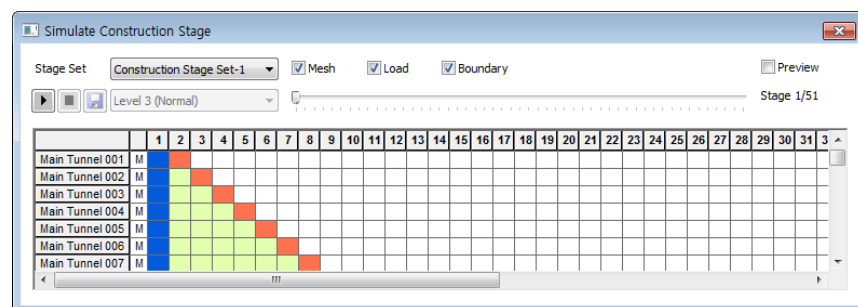 Simulate Construction Stage
Stage Set Construction Stage Set-1 Mesh Load Boundary Preview
Level 3 (Normal) Stage 1/51
1 2 3 4 5 6 7 8 9 10 11 12 13 14 15 16 17 18 19 20 21 22 23 24 25 26 27 28 29 30 31 3
Main Tunnel 001 M
Main Tunnel 002 M
Main Tunnel 003 M
Main Tunnel 004 M
Main Tunnel 005 M
Main Tunnel 006 M
Main Tunnel 007 M